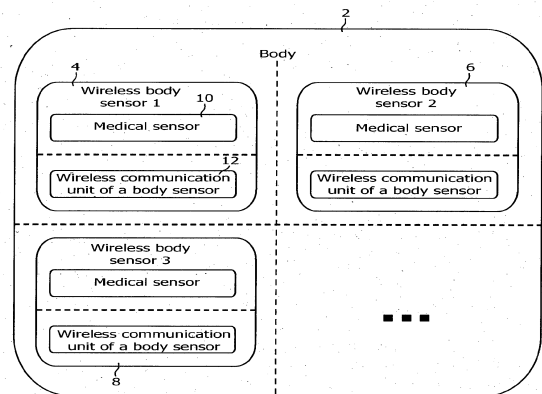 2
Body
4
Wireless body
sensor 1
10
Medical sensor
12
Wireless communication
unit of a body sensor
6
Wireless body
sensor 2
Medical sensor
Wireless communication
unit of a body sensor
Wireless body
sensor 3
Medical sensor
Wireless communication
unit of a body sensor
8